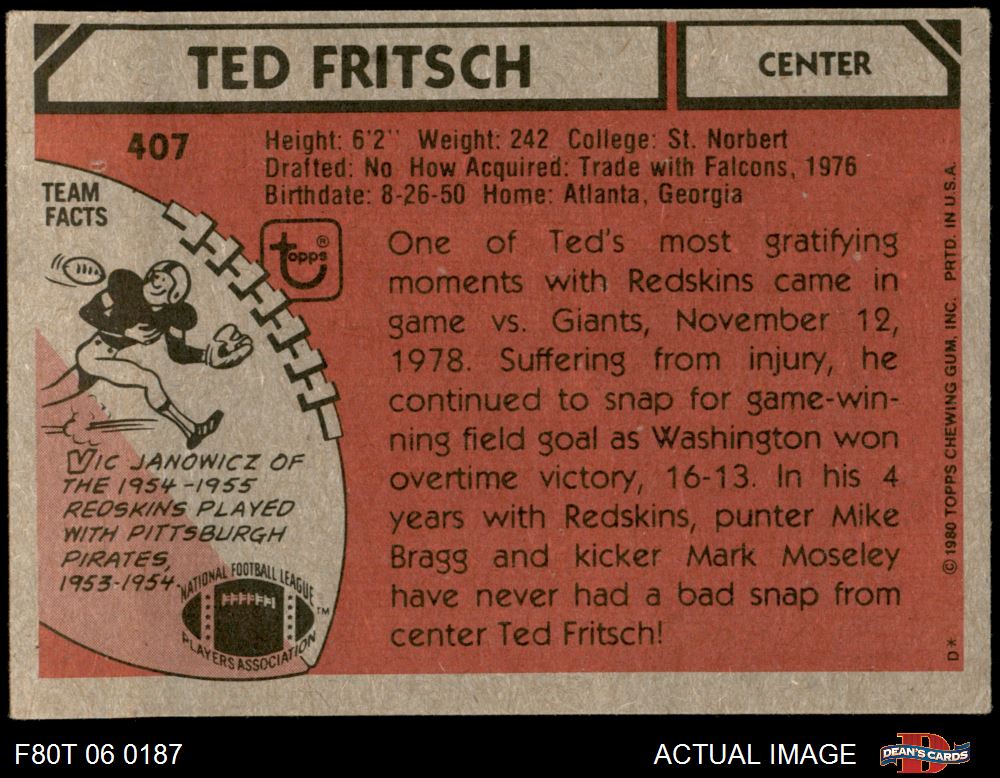 TED FRITSCH
CENTER
407
Height: 6'2" Weight: 242 College: St. Norbert
Drafted: No How Acquired: Trade with Falcons, 1976
Birthdate: 8-26-50 Home: Atlanta, Georgia
TEAM
FACTS
topps®
One of Ted's most gratifying
moments with Redskins came in
game vs. Giants, November 12,
1978. Suffering from injury, he
continued to snap for game-win-
ning field goal as Washington won
overtime victory, 16-13. In his 4
years with Redskins, punter Mike
Bragg and kicker Mark Moseley
have never had a bad snap from
center Ted Fritsch!
VIC JANOWICZ OF
THE 1954-1955
REDSKINS PLAYED
WITH PITTSBURGH
PIRATES,
1953-1954.
NATIONAL FOOTBALL LEAGUE
PLAYERS ASSOCIATION
TM
D* © 1980 TOPPS CHEWING GUM, INC. PRTD. IN U.S.A.
F80T 06 0187
ACTUAL IMAGE
DEAN'S CARDS